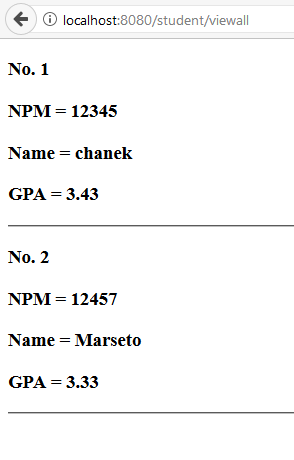 localhost:8080/student/viewall
No. 1
NPM = 12345
Name = chanek
GPA = 3.43
No. 2
NPM = 12457
Name = Marseto
GPA = 3.33